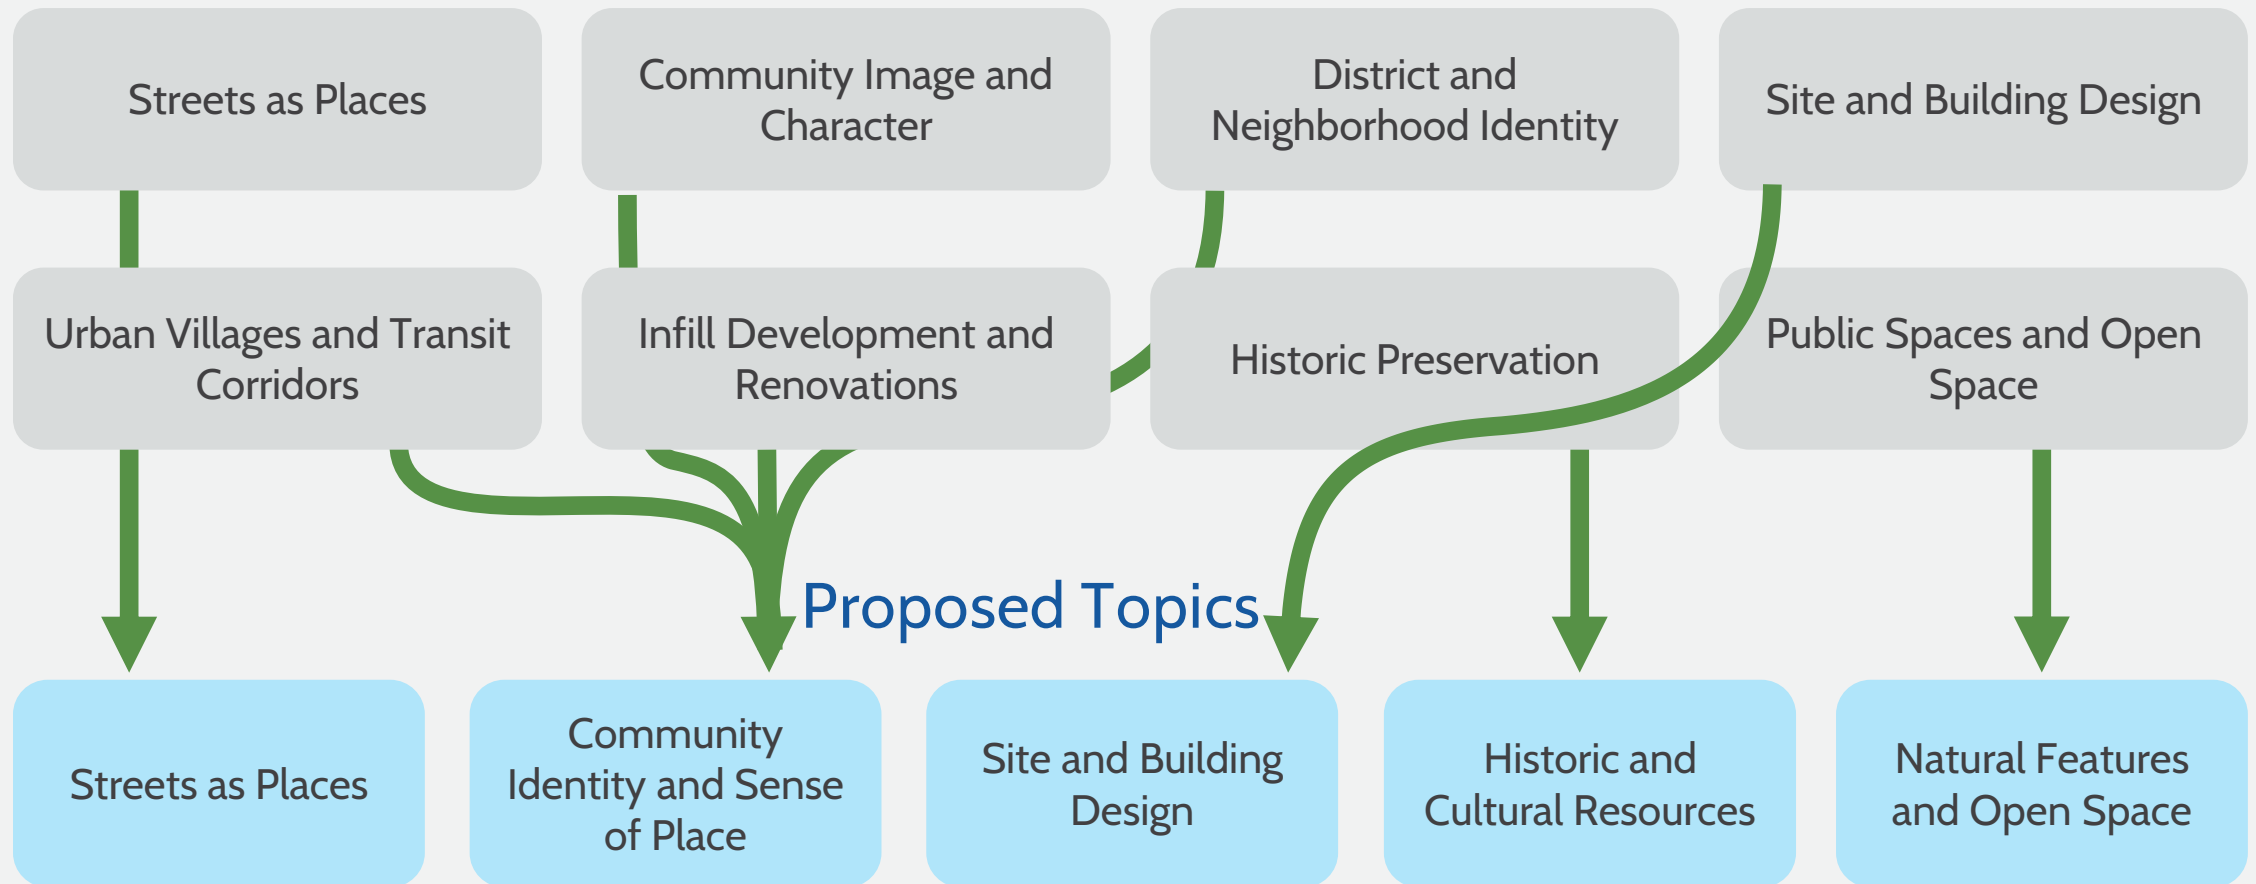 Streets as Places
Community Image and
Character
District and
Neighborhood Identity
Site and Building Design
Urban Villages and Transit
Corridors
Infill Development and
Renovations
Historic Preservation
Public Spaces and Open
Space
Proposed Topics
Streets as Places
Community
Identity and Sense
of Place
Site and Building
Design
Historic and
Cultural Resources
Natural Features
and Open Space